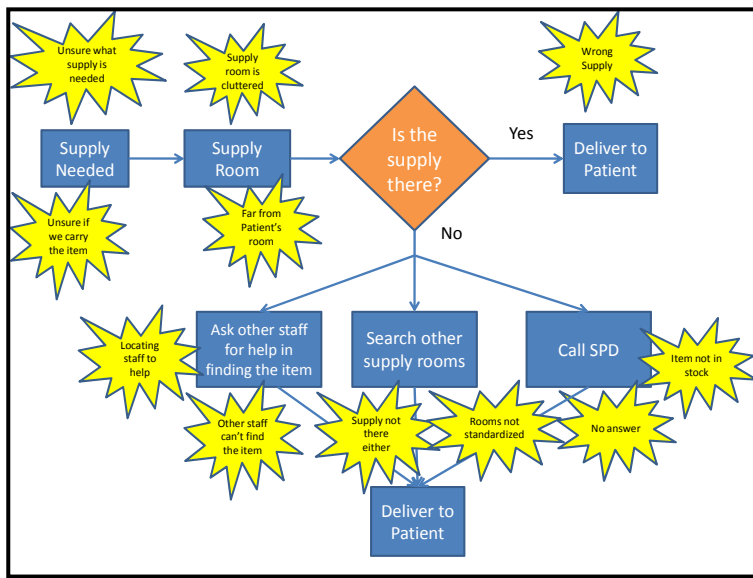 Unsure what
supply is
needed
Supply
room is
cluttered
Wrong
Supply
Supply
Needed
Supply
Room
Is the
supply
there?
Yes
Deliver to
Patient
Unsure if
we carry
the item
Far from
Patient's
room
No
Locating
staff to
help
Ask other staff
for help in
finding the item
Search other
supply rooms
Call SPD
Item not in
stock
Other staff
can't find
the item
Supply not
there
either
Rooms not
standardized
No answer
Deliver to
Patient